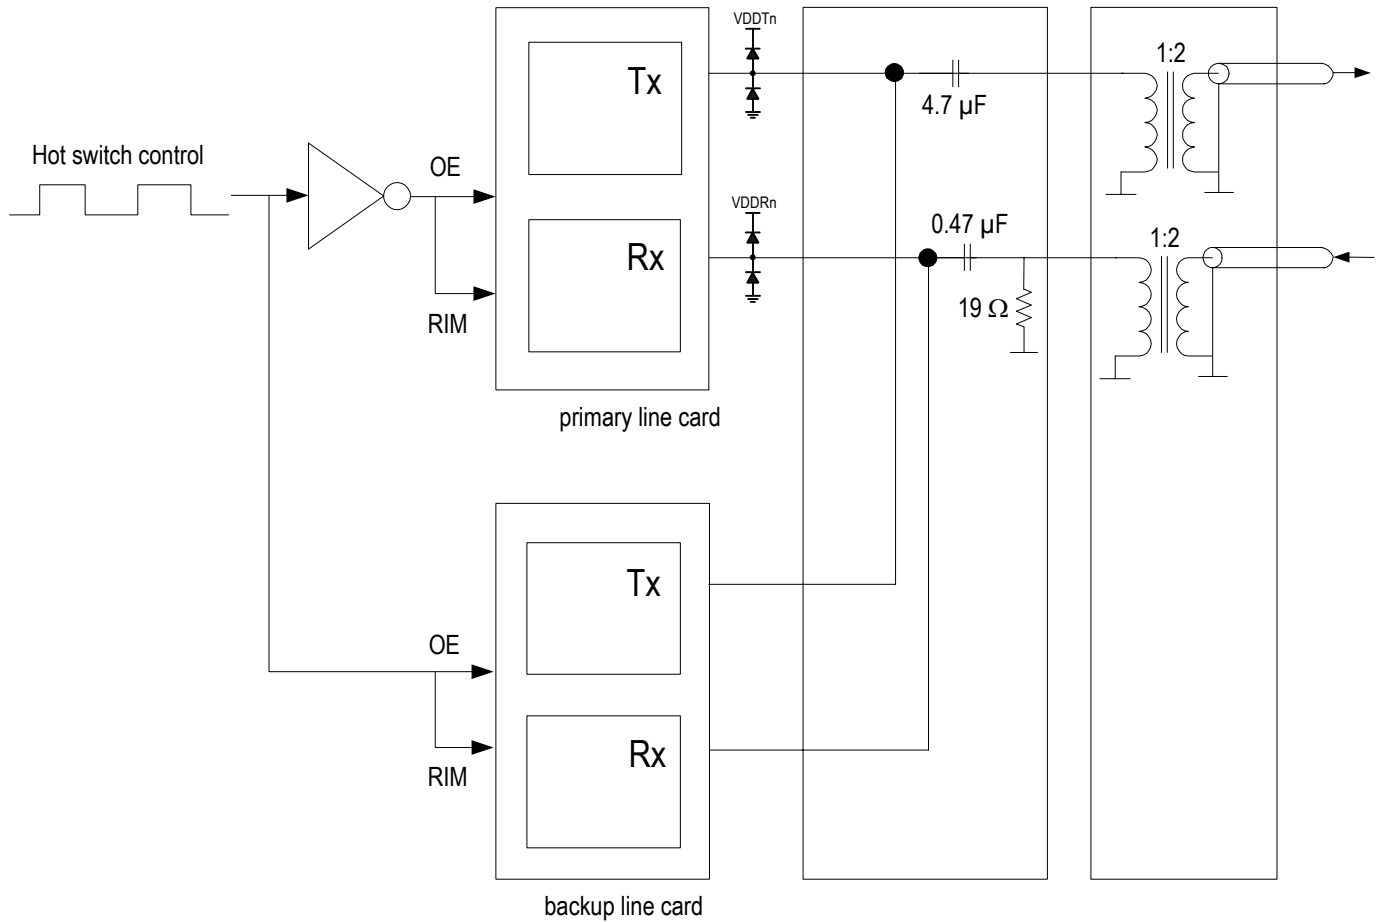 VDDTn
1:2
Tx
4.7 µF
Hot switch control
OE
VDDRn
0.47 µF
1:2
Rx
19 Ω
RIM
primary line card
Tx
OE
Rx
RIM
backup line card